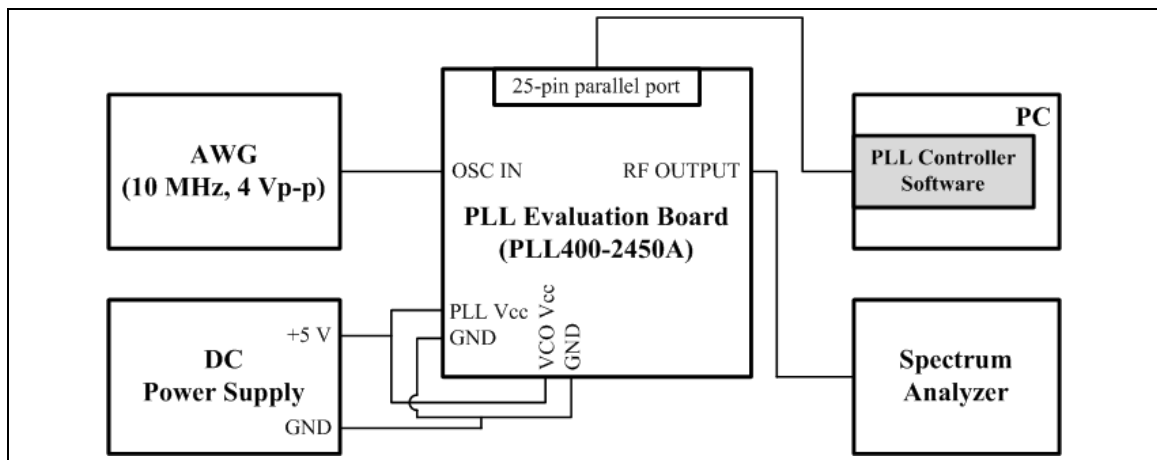 25-pin parallel port
AWG
(10 MHz, 4 Vp-p)
OSC IN
RF OUTPUT
PLL Evaluation Board
(PLL400-2450A)
PLL Vcc
GND
VCO Vcc
GND
PC
PLL Controller
Software
+5 V
DC
Power Supply
GND
Spectrum
Analyzer